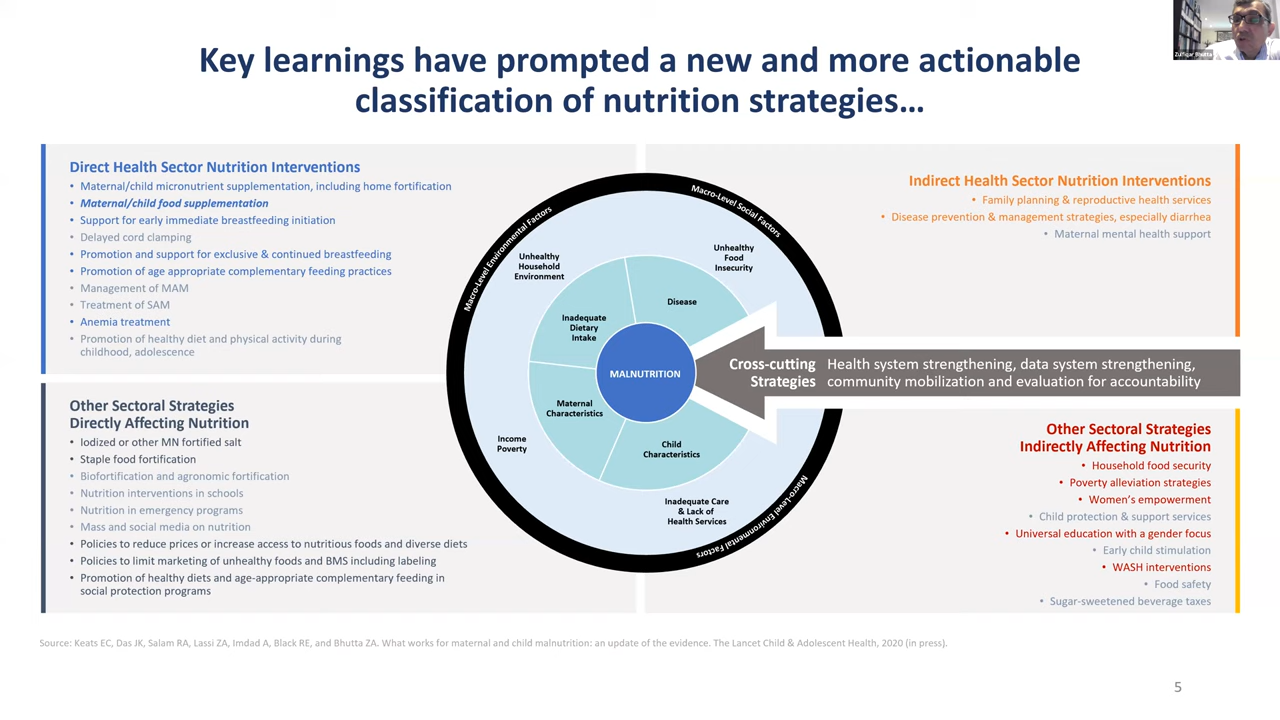 Zulfiqar Bhutta
Key learnings have prompted a new and more actionable
classification of nutrition strategies…
Direct Health Sector Nutrition Interventions
• Maternal/child micronutrient supplementation, including home fortification
• Maternal/child food supplementation
• Support for early immediate breastfeeding initiation
• Delayed cord clamping
• Promotion and support for exclusive & continued breastfeeding
• Promotion of age appropriate complementary feeding practices
• Management of MAM
• Treatment of SAM
• Anemia treatment
• Promotion of healthy diet and physical activity during
childhood, adolescence
Indirect Health Sector Nutrition Interventions
• Family planning & reproductive health services
• Disease prevention & management strategies, especially diarrhea
• Maternal mental health support
Macro-Level Environmental Factors
Macro-Level Social Factors
Unhealthy
Household
Environment
Unhealthy
Food
Insecurity
Disease
Inadequate
Dietary
Intake
MALNUTRITION
Maternal
Characteristics
Child
Characteristics
Income
Poverty
Inadequate Care
& Lack of
Health Services
Macro-Level Environmental Factors
Cross-cutting
Strategies
Health system strengthening, data system strengthening,
community mobilization and evaluation for accountability
Other Sectoral Strategies
Directly Affecting Nutrition
• Iodized or other MN fortified salt
• Staple food fortification
• Biofortification and agronomic fortification
• Nutrition interventions in schools
• Nutrition in emergency programs
• Mass and social media on nutrition
• Policies to reduce prices or increase access to nutritious foods and diverse diets
• Policies to limit marketing of unhealthy foods and BMS including labeling
• Promotion of healthy diets and age-appropriate complementary feeding in
social protection programs
Other Sectoral Strategies
Indirectly Affecting Nutrition
• Household food security
• Poverty alleviation strategies
• Women's empowerment
• Child protection & support services
• Universal education with a gender focus
• Early child stimulation
• WASH interventions
• Food safety
• Sugar-sweetened beverage taxes
Source: Keats EC, Das JK, Salam RA, Lassi ZA, Imdad A, Black RE, and Bhutta ZA. What works for maternal and child malnutrition: an update of the evidence. The Lancet Child & Adolescent Health, 2020 (in press).
5